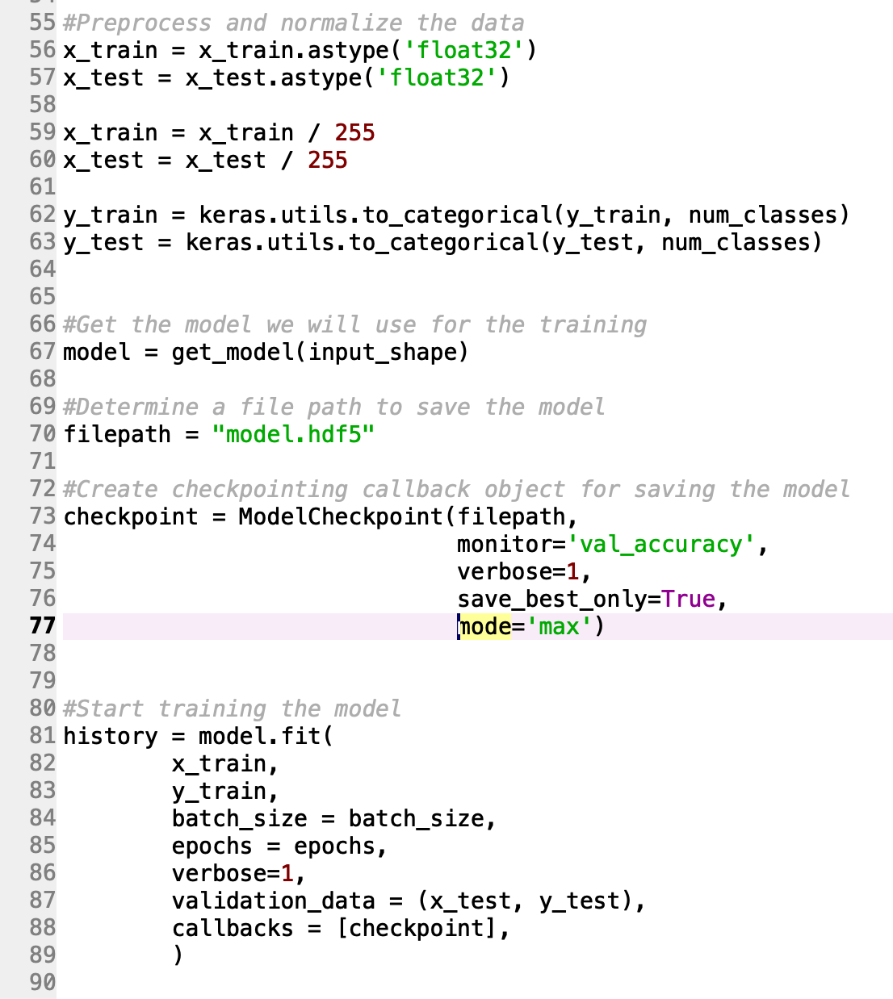 55 #Preprocess and normalize the data
56 x_train = x_train.astype('float32')
57 x_test = x_test.astype('float32')
58
59 x_train = x_train / 255
60 x_test = x_test / 255
61
62 y_train = keras.utils.to_categorical(y_train, num_classes)
63 y_test = keras.utils.to_categorical(y_test, num_classes)
64
65
66 #Get the model we will use for the training
67 model = get_model(input_shape)
68
69 #Determine a file path to save the model
70 filepath = "model.hdf5"
71
72 #Create checkpointing callback object for saving the model
73 checkpoint = ModelCheckpoint(filepath,
74                              monitor='val_accuracy',
75                              verbose=1,
76                              save_best_only=True,
77                              mode='max')
78
79
80 #Start training the model
81 history = model.fit(
82         x_train,
83         y_train,
84         batch_size = batch_size,
85         epochs = epochs,
86         verbose=1,
87         validation_data = (x_test, y_test),
88         callbacks = [checkpoint],
89         )
90